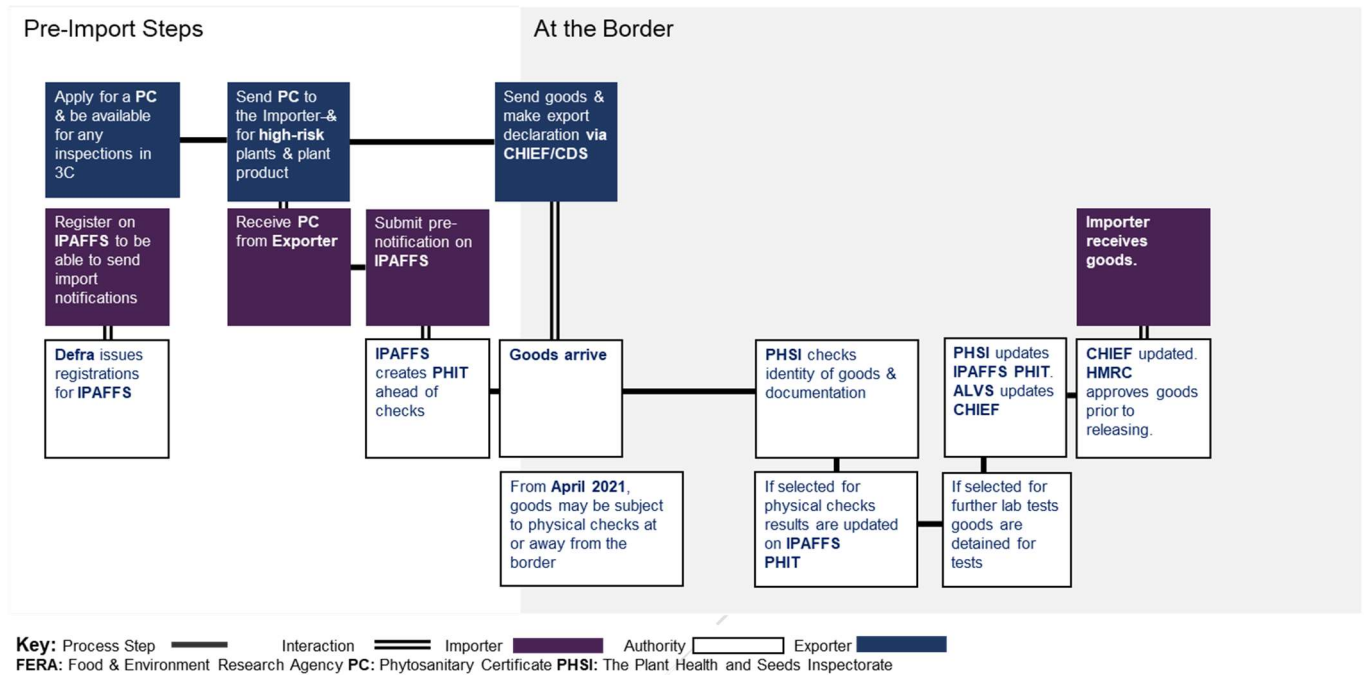 Pre-Import Steps
At the Border
Apply for a PC
& be available
for any
inspections in
3C
Send PC to
the Importer-&
for high-risk
plants & plant
product
Send goods &
make export
declaration via
CHIEF/CDS
Register on
IPAFFS to be
able to send
import
notifications
Receive PC
from Exporter
Submit pre-
notification on
IPAFFS
Importer
receives
goods.
Defra issues
registrations
for IPAFFS
IPAFFS
creates PHIT
ahead of
checks
Goods arrive
PHSI checks
identity of goods &
documentation
PHSI updates
IPAFFS PHIT.
ALVS updates
CHIEF
CHIEF updated.
HMRC
approves goods
prior to
releasing.
From April 2021,
goods may be subject
to physical checks at
or away from the
border
If selected for
physical checks
results are updated
on IPAFFS
PHIT
If selected for
further lab tests
goods are
detained for
tests
Key: Process Step Interaction Importer Authority Exporter
FERA: Food & Environment Research Agency PC: Phytosanitary Certificate PHSI: The Plant Health and Seeds Inspectorate